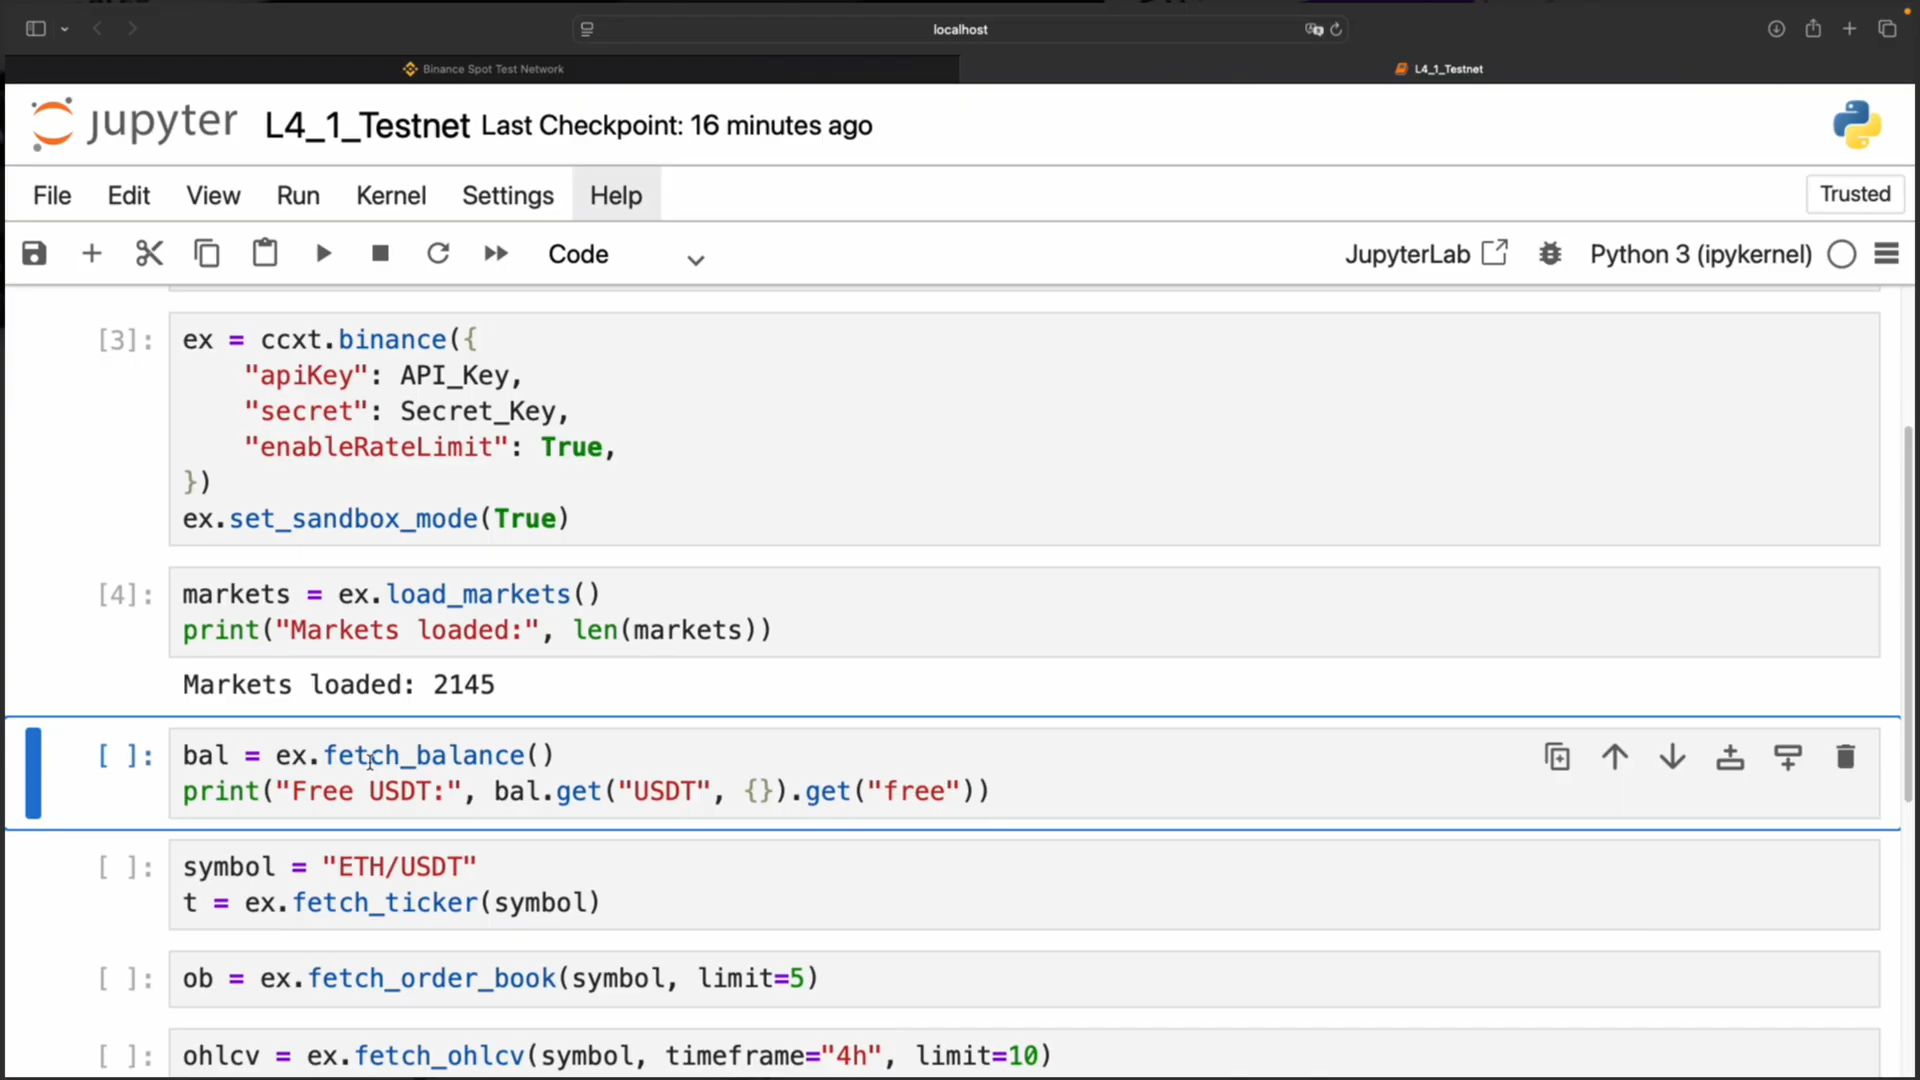 localhost
Binance Spot Test Network
L4_1_Testnet
jupyter L4_1_Testnet Last Checkpoint: 16 minutes ago
File Edit View Run Kernel Settings Help Trusted
Code JupyterLab Python 3 (ipykernel)
[3]: ex = ccxt.binance({
    "apiKey": API_Key,
    "secret": Secret_Key,
    "enableRateLimit": True,
})
ex.set_sandbox_mode(True)
[4]: markets = ex.load_markets()
print("Markets loaded:", len(markets))
Markets loaded: 2145
[ ]: bal = ex.fetch_balance()
print("Free USDT:", bal.get("USDT", {}).get("free"))
[ ]: symbol = "ETH/USDT"
t = ex.fetch_ticker(symbol)
[ ]: ob = ex.fetch_order_book(symbol, limit=5)
[ ]: ohlcv = ex.fetch_ohlcv(symbol, timeframe="4h", limit=10)